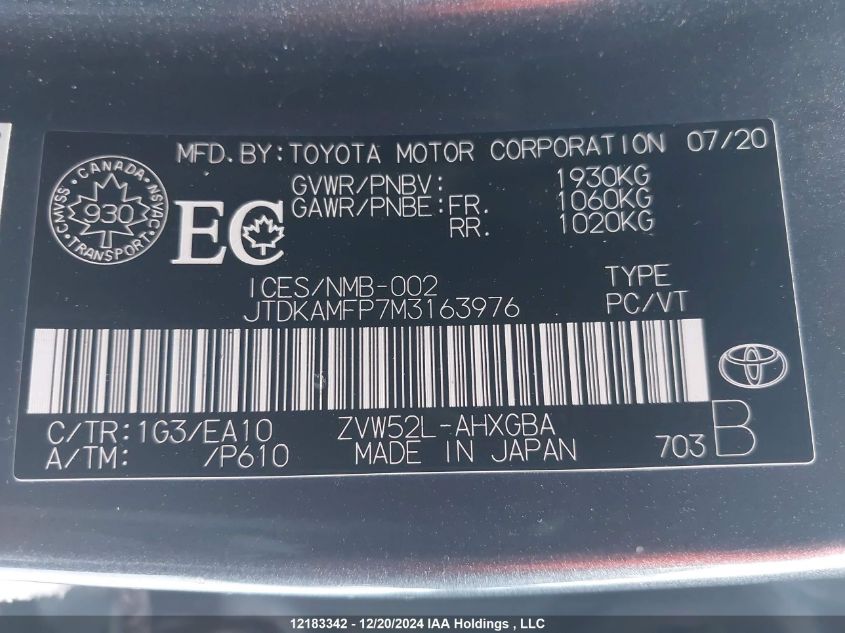 MFD.BY:TOYOTA MOTOR CORPORATION 07/20
CANADA
CMVSS NSVAC
930
TRANSPORT
EC
GVWR/PNBV: 1930KG
GAWR/PNBE:FR. 1060KG
RR. 1020KG
ICES/NMB-002 TYPE
JTDKAMFP7M3163976 PC/VT
C/TR:1G3/EA10 ZVW52L-AHXGBA
A/TM: /P610 MADE IN JAPAN 703 B
12183342 - 12/20/2024 IAA Holdings , LLC